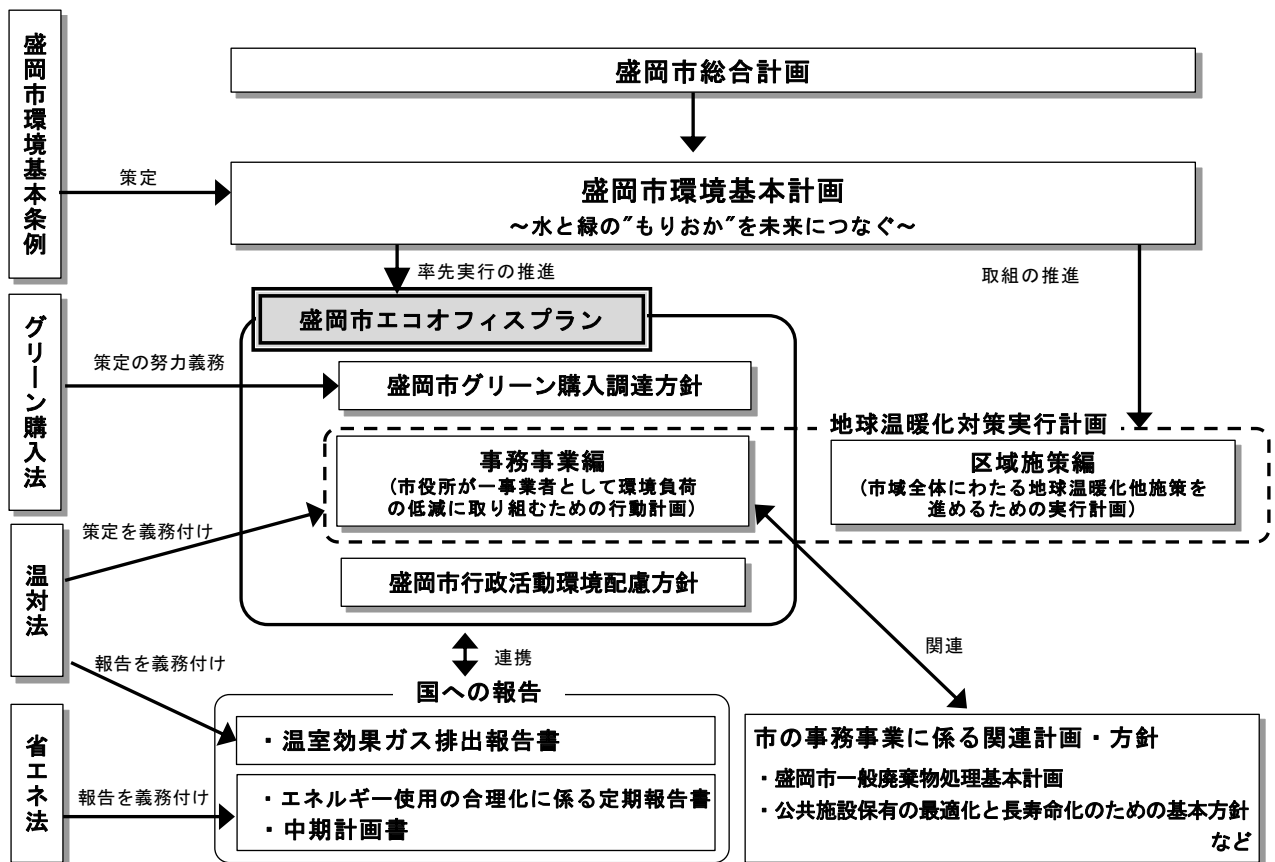 盛岡市環境基本条例
盛岡市総合計画
策定
盛岡市環境基本計画
～水と緑の″もりおか″を未来につなぐ～
率先実行の推進
取組の推進
盛岡市エコオフィスプラン
グリーン購入法
策定の努力義務
盛岡市グリーン購入調達方針
地球温暖化対策実行計画
事務事業編
（市役所が一事業者として環境負荷
の低減に取り組むための行動計画）
区域施策編
（市域全体にわたる地球温暖化他施策を
進めるための実行計画）
温対法
策定を義務付け
盛岡市行政活動環境配慮方針
報告を義務付け
連携
関連
国への報告
・温室効果ガス排出報告書
省エネ法
報告を義務付け
・エネルギー使用の合理化に係る定期報告書
・中期計画書
市の事務事業に係る関連計画・方針
・盛岡市一般廃棄物処理基本計画
・公共施設保有の最適化と長寿命化のための基本方針
など